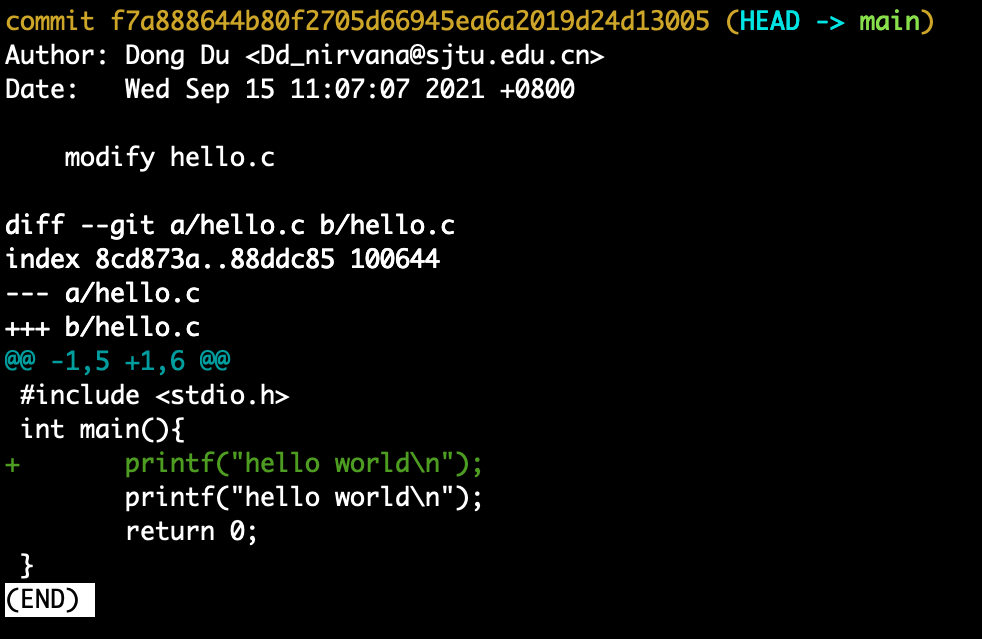 commit f7a888644b80f2705d66945ea6a2019d24d13005 (HEAD -> main)
Author: Dong Du <Dd_nirvana@sjtu.edu.cn>
Date:   Wed Sep 15 11:07:07 2021 +0800

    modify hello.c

diff --git a/hello.c b/hello.c
index 8cd873a..88ddc85 100644
--- a/hello.c
+++ b/hello.c
@@ -1,5 +1,6 @@
 #include <stdio.h>
 int main(){
+       printf("hello world\n");
        printf("hello world\n");
        return 0;
 }
(END)